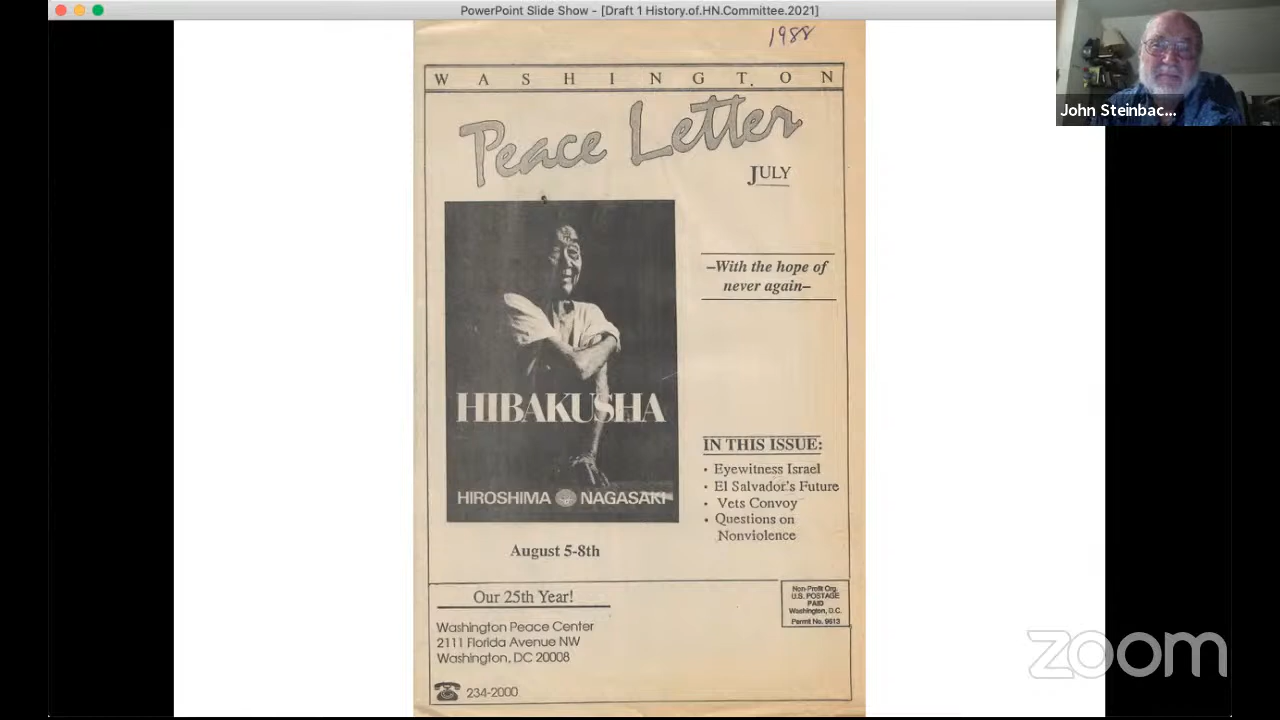 PowerPoint Slide Show - [Draft 1 History.of.HN.Committee.2021]
John Steinbac...
1988
WASHINGTON
Peace Letter
JULY
–With the hope of
never again–
HIBAKUSHA
HIROSHIMA NAGASAKI
August 5-8th
IN THIS ISSUE:
• Eyewitness Israel
• El Salvador's Future
• Vets Convoy
• Questions on
Nonviolence
Our 25th Year!
Washington Peace Center
2111 Florida Avenue NW
Washington, DC 20008
234-2000
Non-Profit Org.
U.S. POSTAGE
PAID
Washington, D.C.
Permit No. 9613
zoom